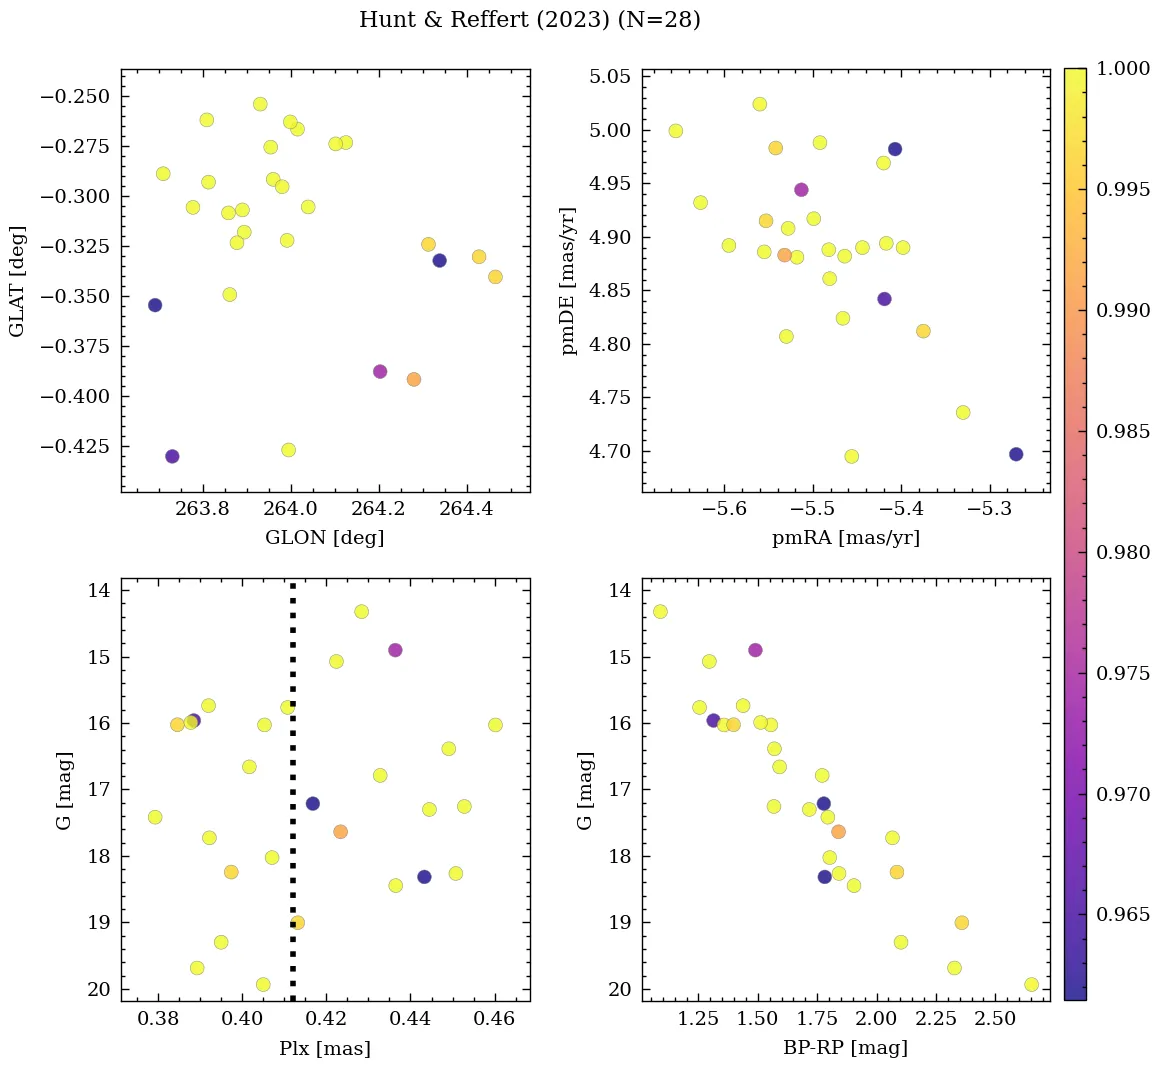 Hunt & Reffert (2023) (N=28)
−0.250
−0.275
−0.300
−0.325
−0.350
−0.375
−0.400
−0.425
GLAT [deg]
263.8 264.0 264.2 264.4
GLON [deg]
5.05
5.00
4.95
4.90
4.85
4.80
4.75
4.70
pmDE [mas/yr]
−5.6 −5.5 −5.4 −5.3
pmRA [mas/yr]
14
15
16
17
18
19
20
G [mag]
0.38 0.40 0.42 0.44 0.46
Plx [mas]
14
15
16
17
18
19
20
G [mag]
1.25 1.50 1.75 2.00 2.25 2.50
BP-RP [mag]
1.000
0.995
0.990
0.985
0.980
0.975
0.970
0.965